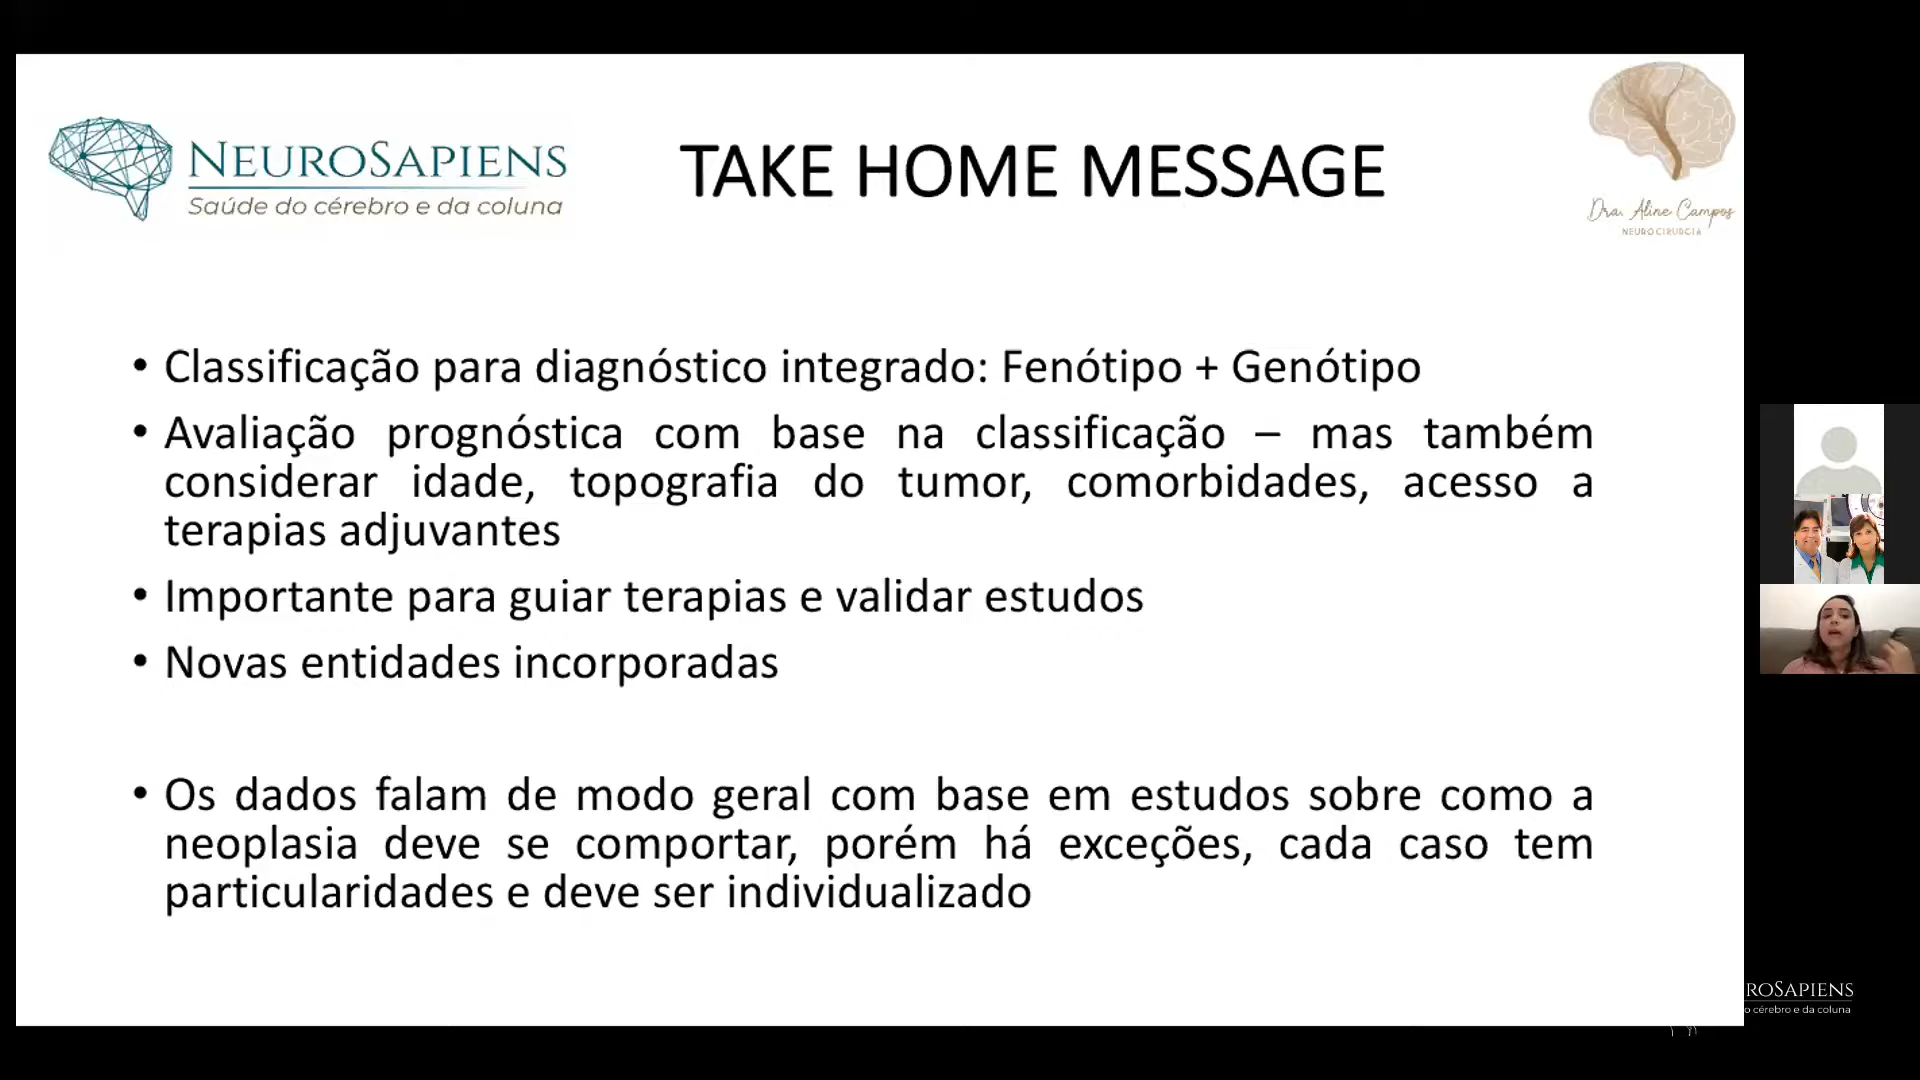 NEUROSAPIENS
Saúde do cérebro e da coluna
TAKE HOME MESSAGE
Dra. Aline Campos
NEUROCIRURGIA
• Classificação para diagnóstico integrado: Fenótipo + Genótipo
• Avaliação prognóstica com base na classificação – mas também
considerar idade, topografia do tumor, comorbidades, acesso a
terapias adjuvantes
• Importante para guiar terapias e validar estudos
• Novas entidades incorporadas
• Os dados falam de modo geral com base em estudos sobre como a
neoplasia deve se comportar, porém há exceções, cada caso tem
particularidades e deve ser individualizado
ROSAPIENS
o cérebro e da coluna